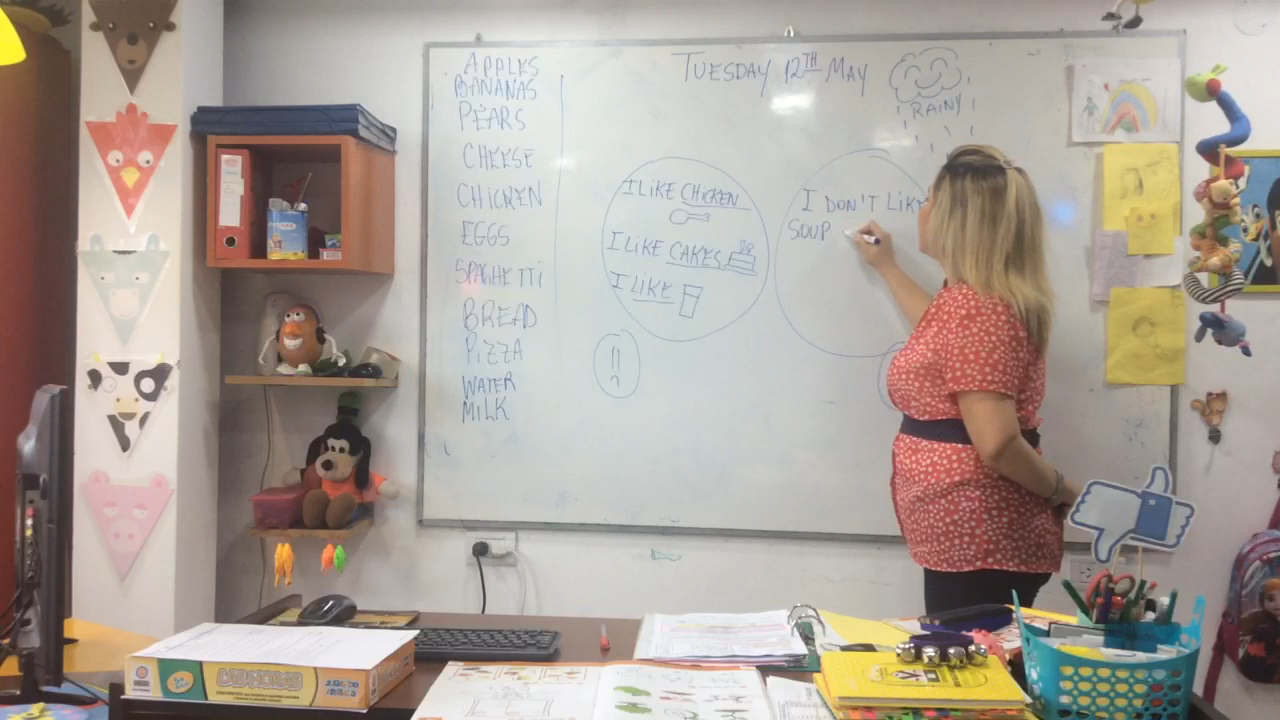 APPLES
BANANAS
PEARS
CHEESE
CHICKEN
EGGS
SPAGHETTI
BREAD
PIZZA
WATER
MILK
TUESDAY 12TH MAY
RAINY
I LIKE CHICKEN
I LIKE CAKES
I LIKE
I DON'T LIKE
SOUP